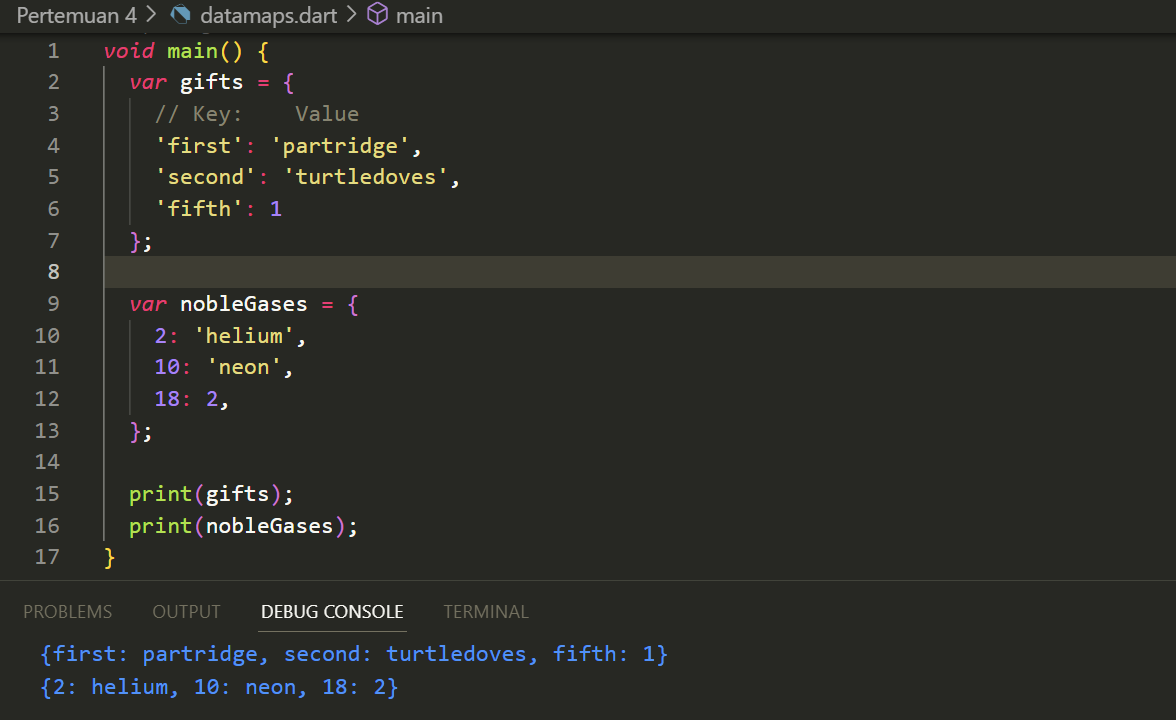 Pertemuan 4 > datamaps.dart > main
1 void main() {
2 var gifts = {
3 // Key:    Value
4 'first': 'partridge',
5 'second': 'turtledoves',
6 'fifth': 1
7 };
8
9 var nobleGases = {
10 2: 'helium',
11 10: 'neon',
12 18: 2,
13 };
14
15 print(gifts);
16 print(nobleGases);
17 }
PROBLEMS OUTPUT DEBUG CONSOLE TERMINAL
{first: partridge, second: turtledoves, fifth: 1}
{2: helium, 10: neon, 18: 2}